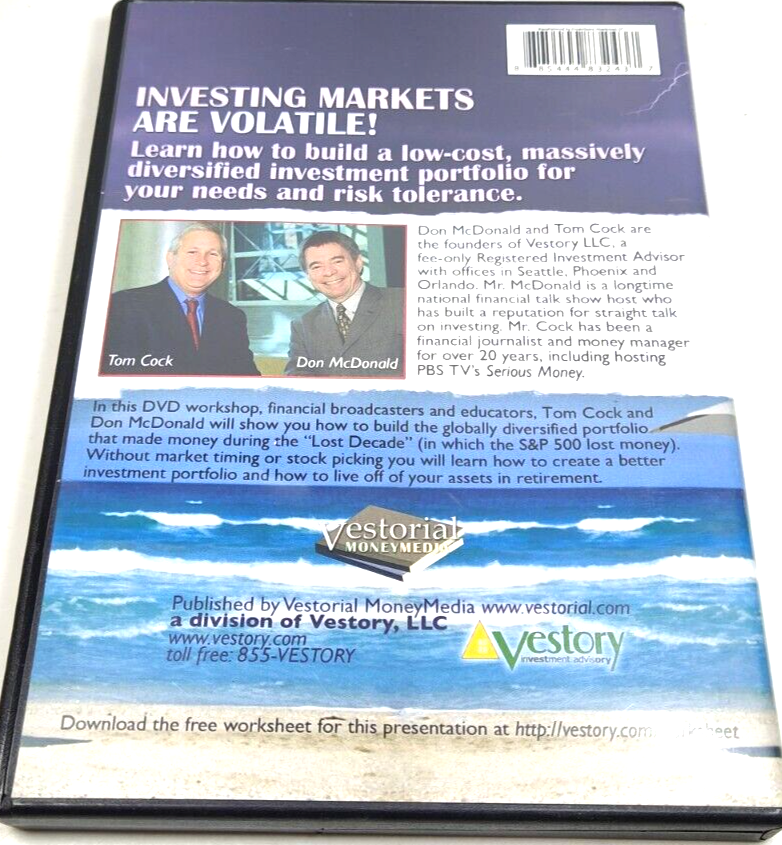 8 85444 83243 7
INVESTING MARKETS
ARE VOLATILE!
Learn how to build a low-cost, massively
diversified investment portfolio for
your needs and risk tolerance.
Don McDonald and Tom Cock are
the founders of Vestory LLC, a
fee-only Registered Investment Advisor
with offices in Seattle, Phoenix and
Orlando. Mr. McDonald is a longtime
national financial talk show host who
has built a reputation for straight talk
on investing. Mr. Cock has been a
financial journalist and money manager
for over 20 years, including hosting
PBS TV's Serious Money.
Tom Cock
Don McDonald
In this DVD workshop, financial broadcasters and educators, Tom Cock and
Don McDonald will show you how to build the globally diversified portfolio
that made money during the "Lost Decade" (in which the S&P 500 lost money).
Without market timing or stock picking you will learn how to create a better
investment portfolio and how to live off of your assets in retirement.
Vestorial
MONEYMEDIA
Published by Vestorial MoneyMedia www.vestorial.com
a division of Vestory, LLC
www.vestory.com
toll free: 855-VESTORY
Vestory
investment advisory
Download the free worksheet for this presentation at http://vestory.com